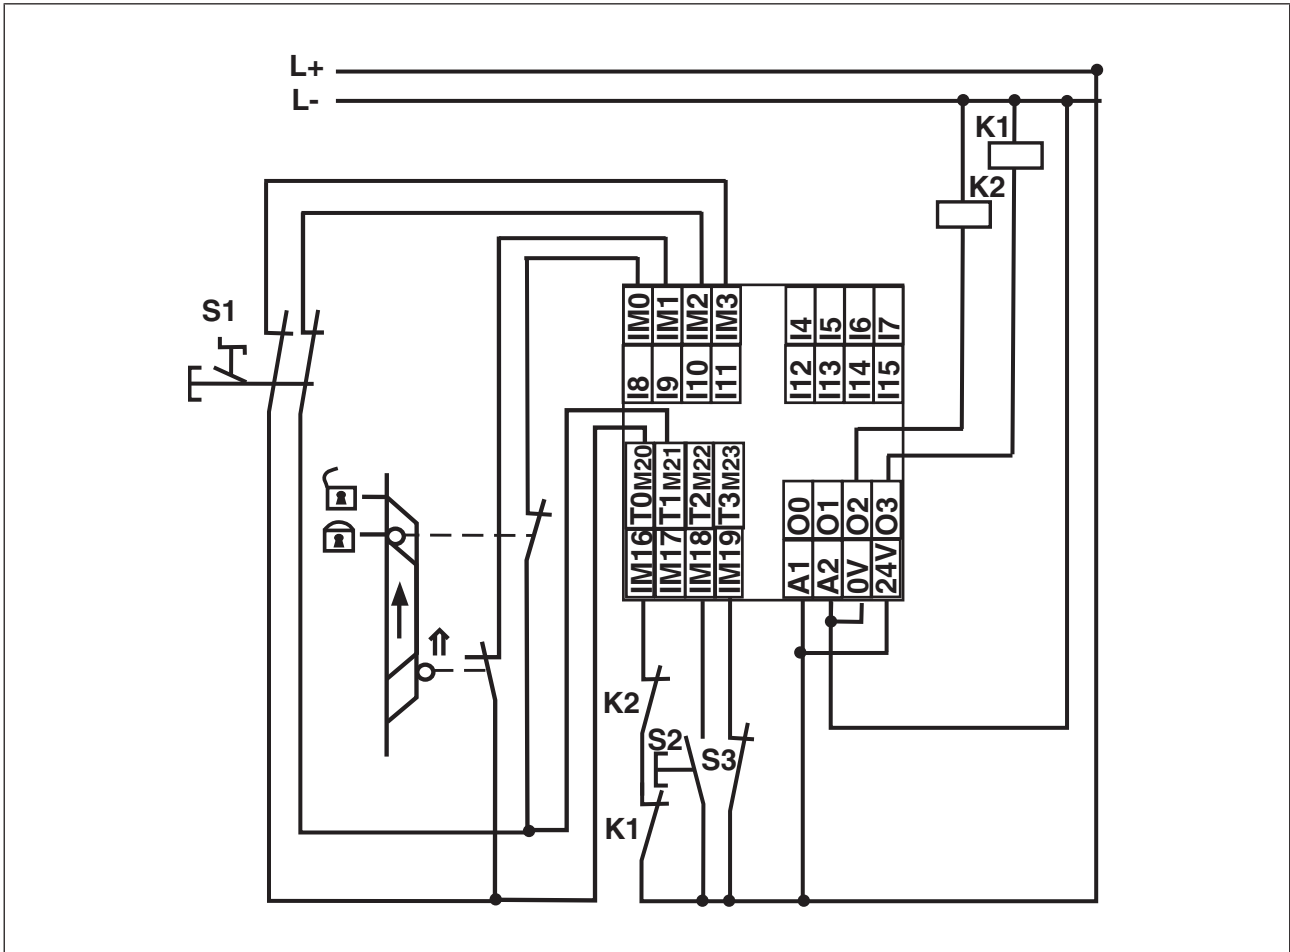 L+
L-
K1
K2
S1
IM0 IM1 IM2 IM3
I4 I5 I6 I7
I8 I9 I10 I11
I12 I13 I14 I15
T0M20 T1M21 T2M22 T3M23
O0 O1 O2 O3
IM16 IM17 IM18 IM19
A1 A2 0V 24V
K2
S2
S3
K1